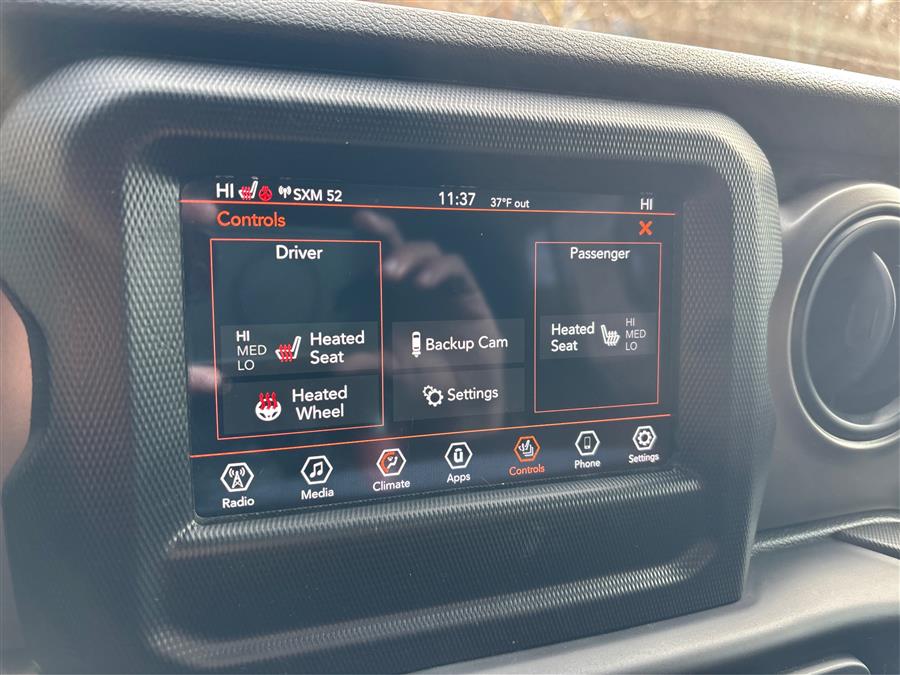 HI SXM 52 11:37 37°F out HI
Controls X
Driver
HI
MED
LO
Heated
Seat
Heated
Wheel
Backup Cam
Settings
Passenger
Heated
Seat
HI
MED
LO
Radio Media Climate Apps Controls Phone Settings